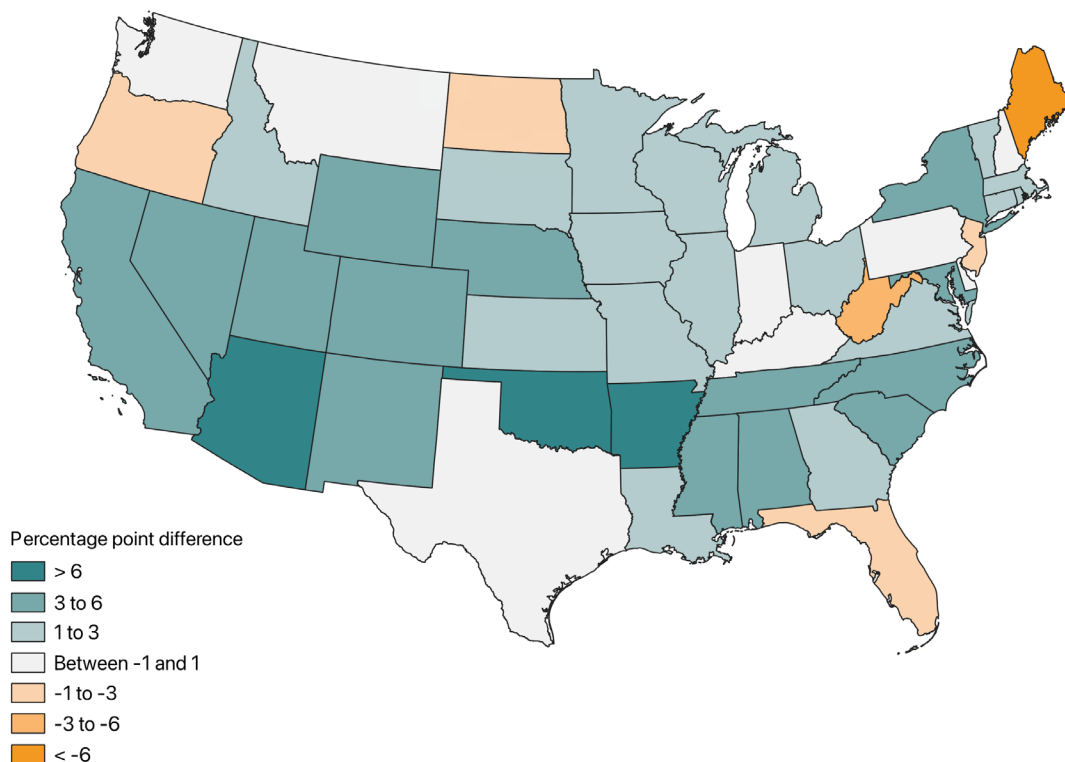 Percentage point difference
> 6
3 to 6
1 to 3
Between -1 and 1
-1 to -3
-3 to -6
< -6